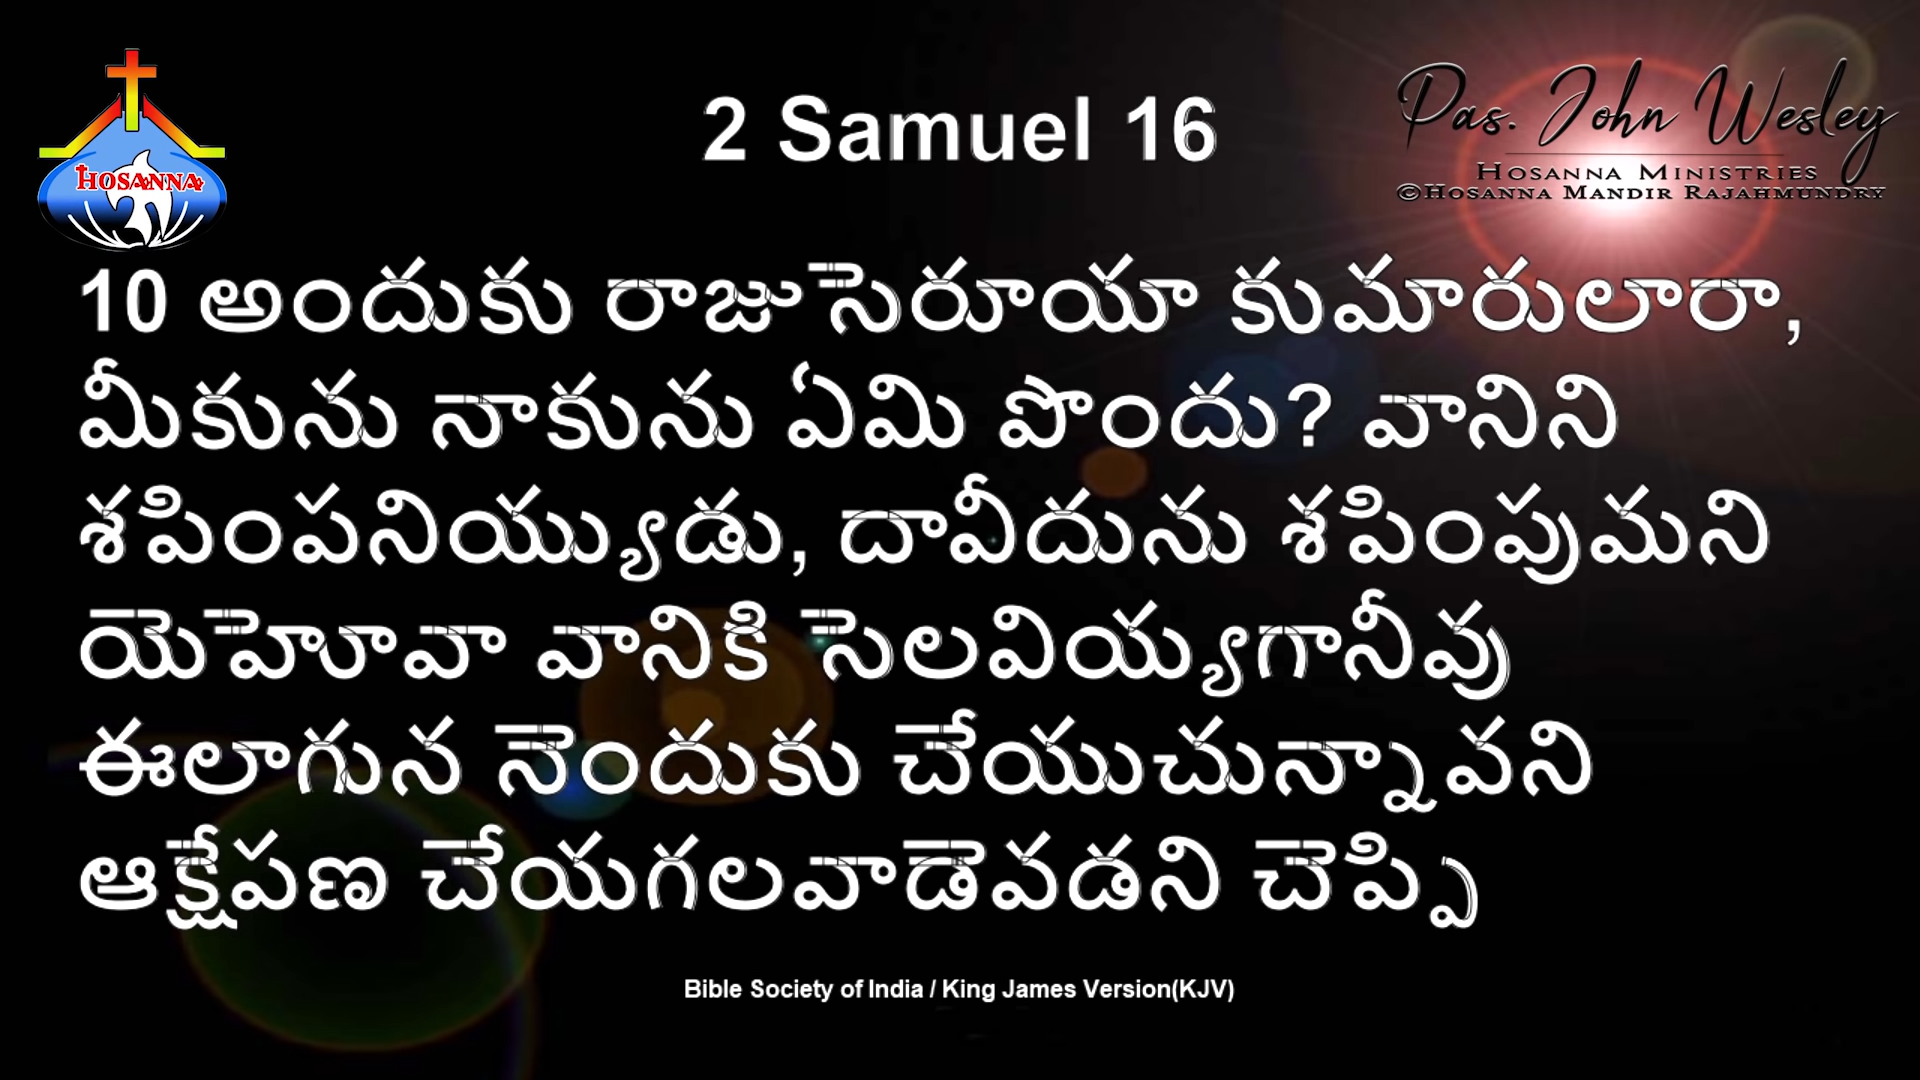 HOSANNA
2 Samuel 16
Pas. John Wesley
HOSANNA MINISTRIES
©HOSANNA MANDIR RAJAHMUNDRY
10 అందుకు రాజుసెరూయా కుమారులారా,
మీకును నాకును ఏమి పొందు? వానిని
శపింపనియ్యుడు, దావీదును శపింపుమని
యెహెూవా వానికి సెలవియ్యగానీవు
ఈలాగున నెందుకు చేయుచున్నావని
ఆక్షేపణ చేయగలవాడెవడని చెప్పి
Bible Society of India / King James Version(KJV)